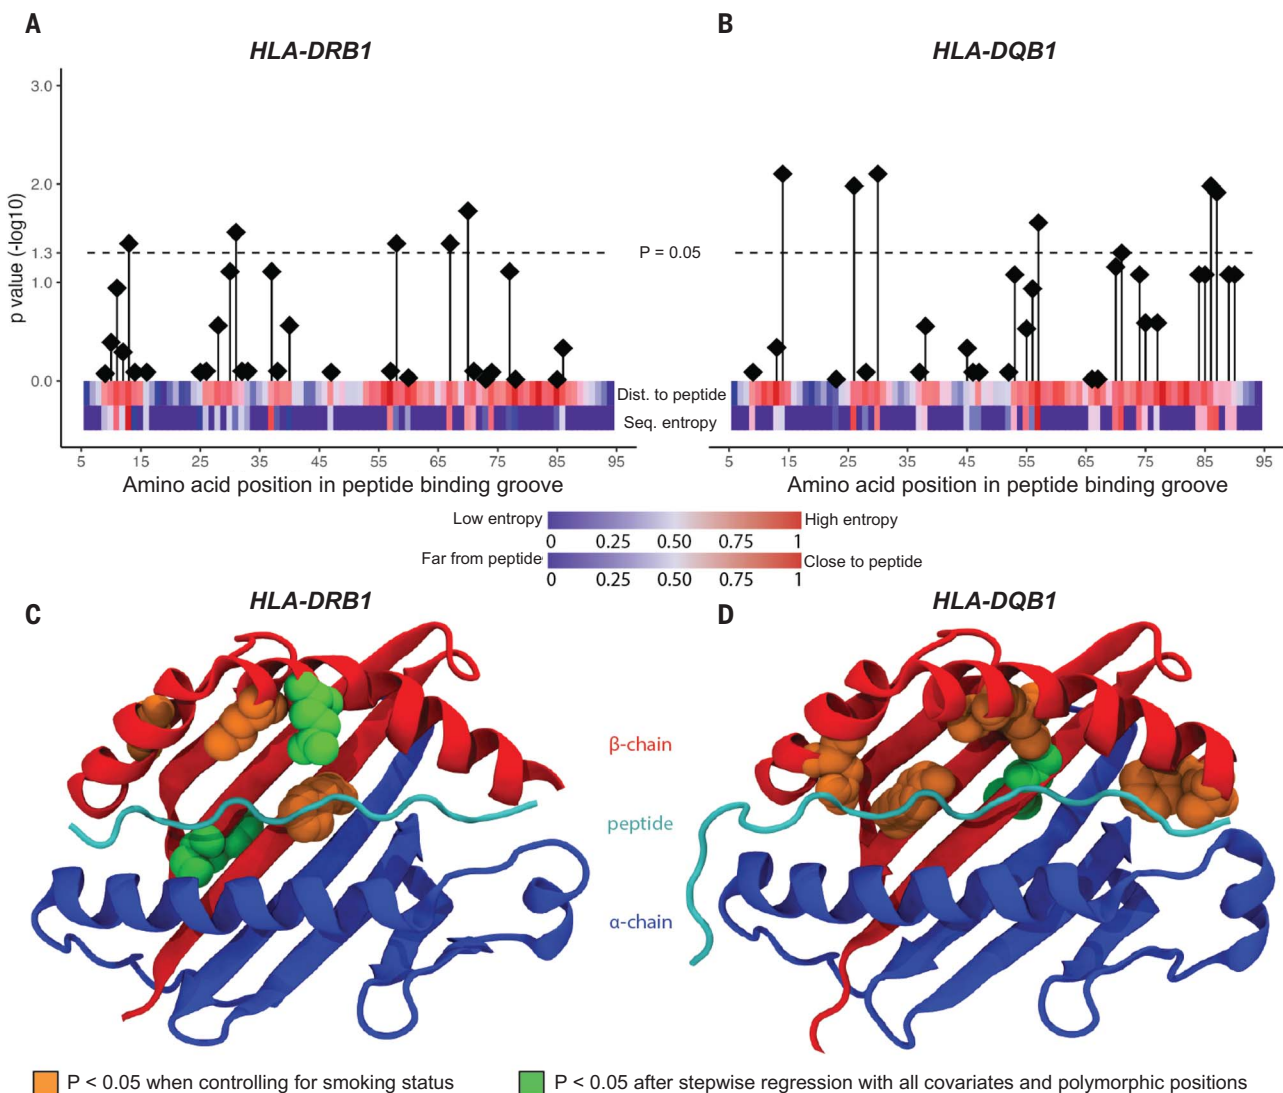 A
HLA-DRB1
B
HLA-DQB1
p value (-log10)
3.0
2.0
1.3
1.0
0.0
P = 0.05
Dist. to peptide
Seq. entropy
5 15 25 35 45 55 65 75 85 95
5 15 25 35 45 55 65 75 85 95
Amino acid position in peptide binding groove
Amino acid position in peptide binding groove
Low entropy
High entropy
0 0.25 0.50 0.75 1
Far from peptide
Close to peptide
0 0.25 0.50 0.75 1
C
HLA-DRB1
D
HLA-DQB1
β-chain
peptide
α-chain
P < 0.05 when controlling for smoking status
P < 0.05 after stepwise regression with all covariates and polymorphic positions